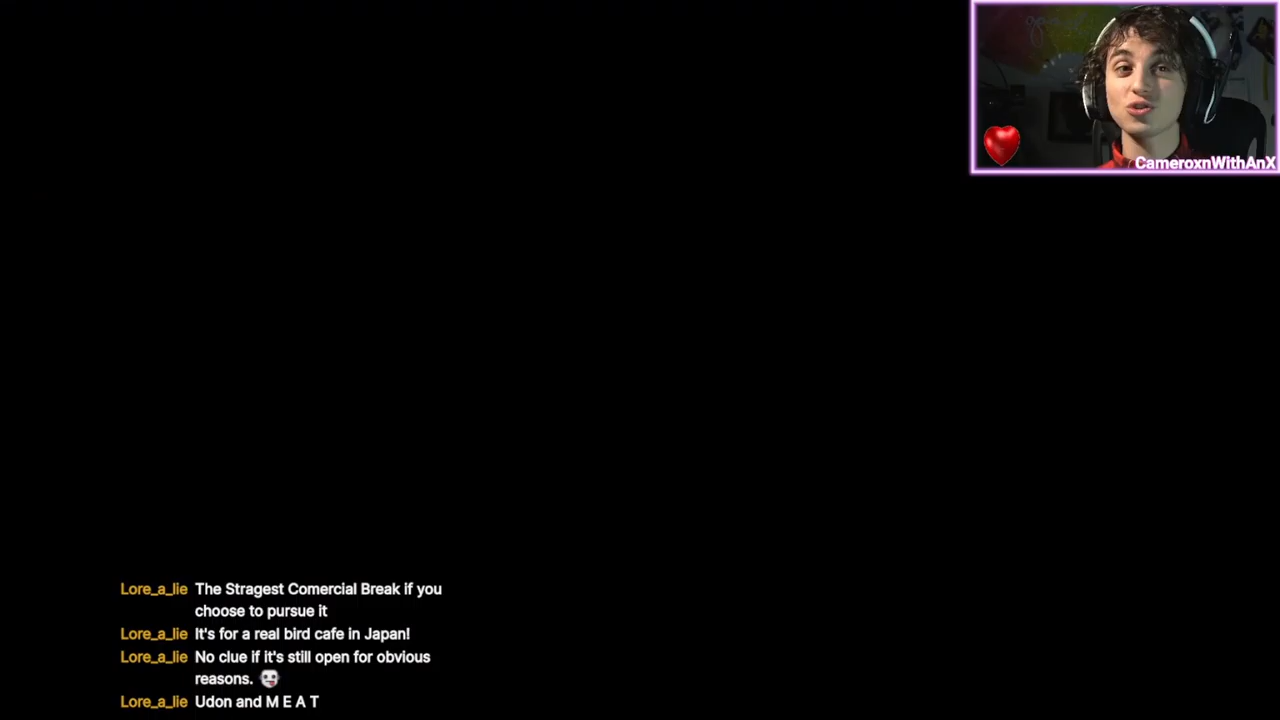 CameroxnWithAnX
Lore_a_lie The Stragest Comercial Break if you
choose to pursue it
Lore_a_lie It's for a real bird cafe in Japan!
Lore_a_lie No clue if it's still open for obvious
reasons.
Lore_a_lie Udon and M E A T